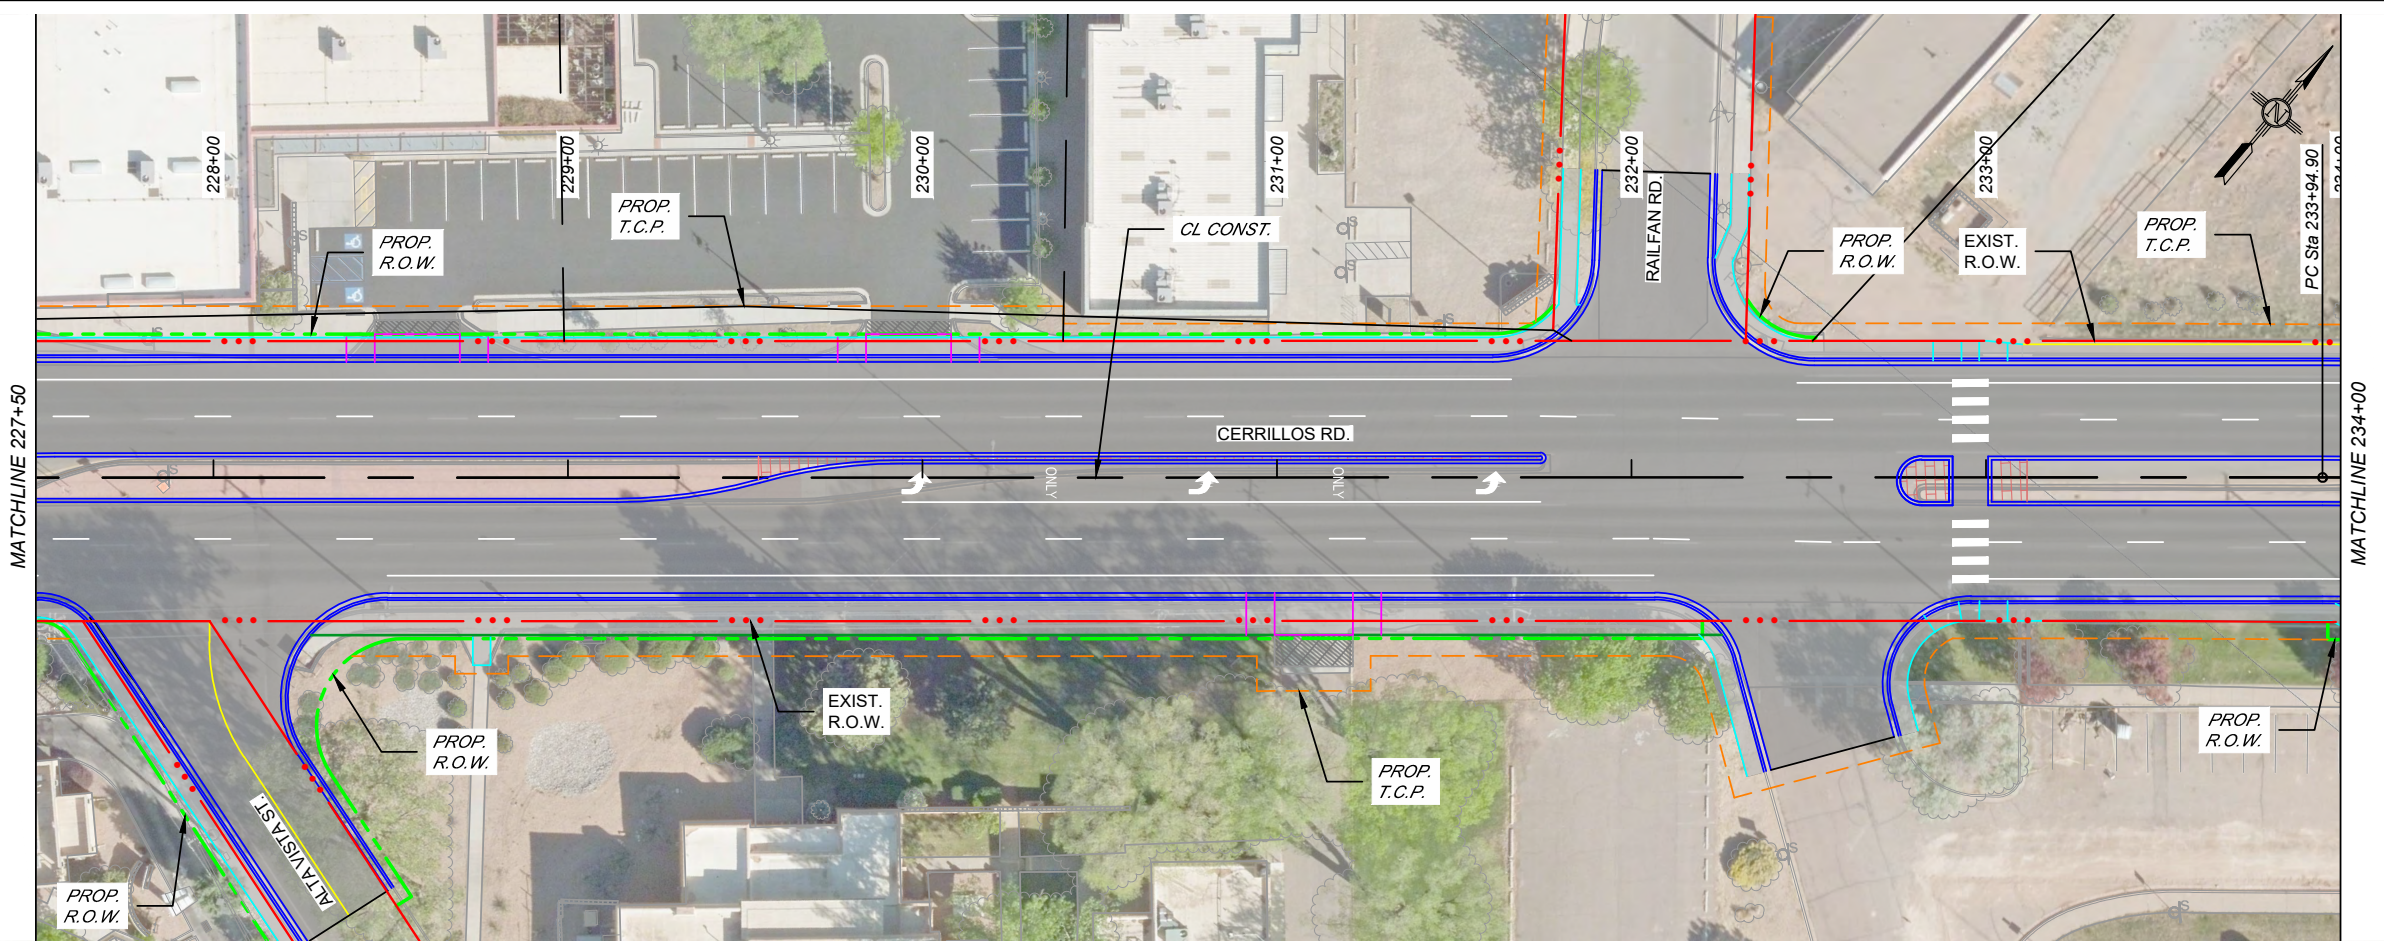 228+00
229+00
230+00
231+00
232+00
233+00
PROP.
R.O.W.
PROP.
T.C.P.
CL CONST.
RAILFAN RD.
PROP.
R.O.W.
EXIST.
R.O.W.
PROP.
T.C.P.
N
PC Sta 233+94.90
MATCHLINE 227+50
MATCHLINE 234+00
CERRILLOS RD.
ONLY
ONLY
PROP.
R.O.W.
EXIST.
R.O.W.
PROP.
T.C.P.
PROP.
R.O.W.
ALTA VISTA ST.
PROP.
R.O.W.